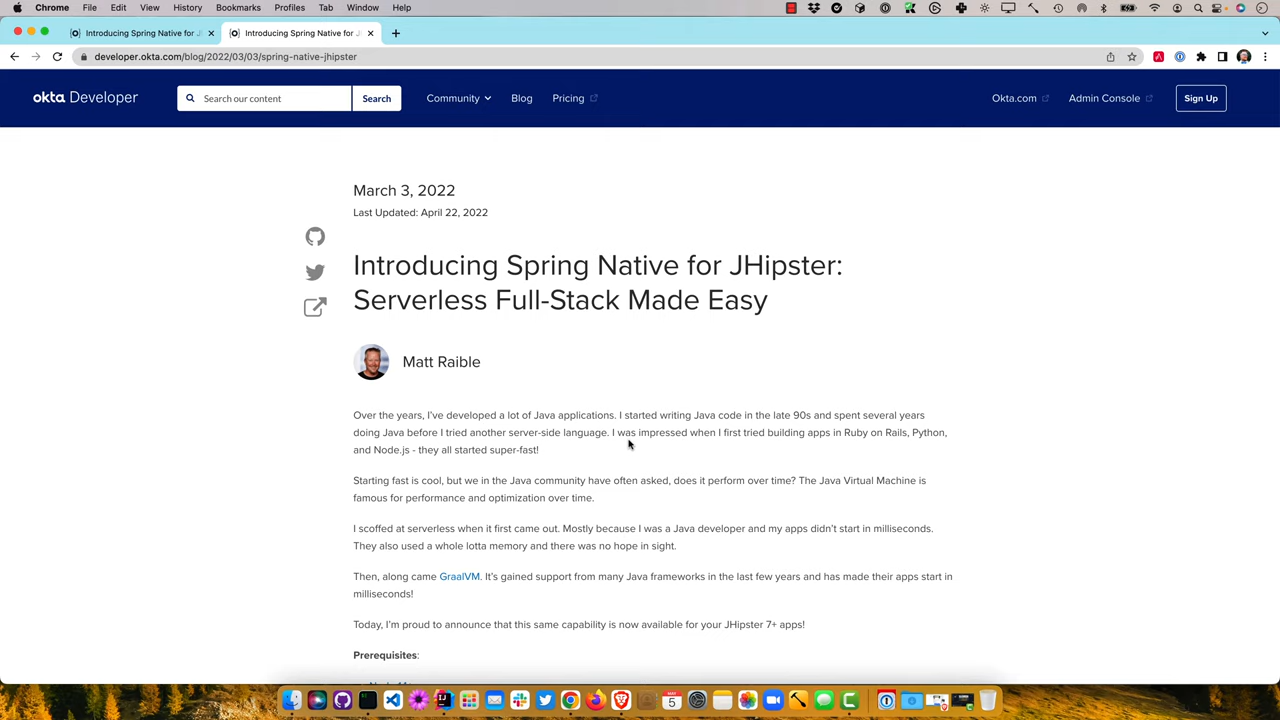 Chrome File Edit View History Bookmarks Profiles Tab Window Help
Introducing Spring Native for J
Introducing Spring Native for J
developer.okta.com/blog/2022/03/03/spring-native-jhipster
okta Developer
Search our content
Search
Community
Blog
Pricing
Okta.com
Admin Console
Sign Up
March 3, 2022
Last Updated: April 22, 2022
Introducing Spring Native for JHipster:
Serverless Full-Stack Made Easy
Matt Raible
Over the years, I've developed a lot of Java applications. I started writing Java code in the late 90s and spent several years
doing Java before I tried another server-side language. I was impressed when I first tried building apps in Ruby on Rails, Python,
and Node.js - they all started super-fast!
Starting fast is cool, but we in the Java community have often asked, does it perform over time? The Java Virtual Machine is
famous for performance and optimization over time.
I scoffed at serverless when it first came out. Mostly because I was a Java developer and my apps didn't start in milliseconds.
They also used a whole lotta memory and there was no hope in sight.
Then, along came GraalVM. It's gained support from many Java frameworks in the last few years and has made their apps start in
milliseconds!
Today, I'm proud to announce that this same capability is now available for your JHipster 7+ apps!
Prerequisites:
5